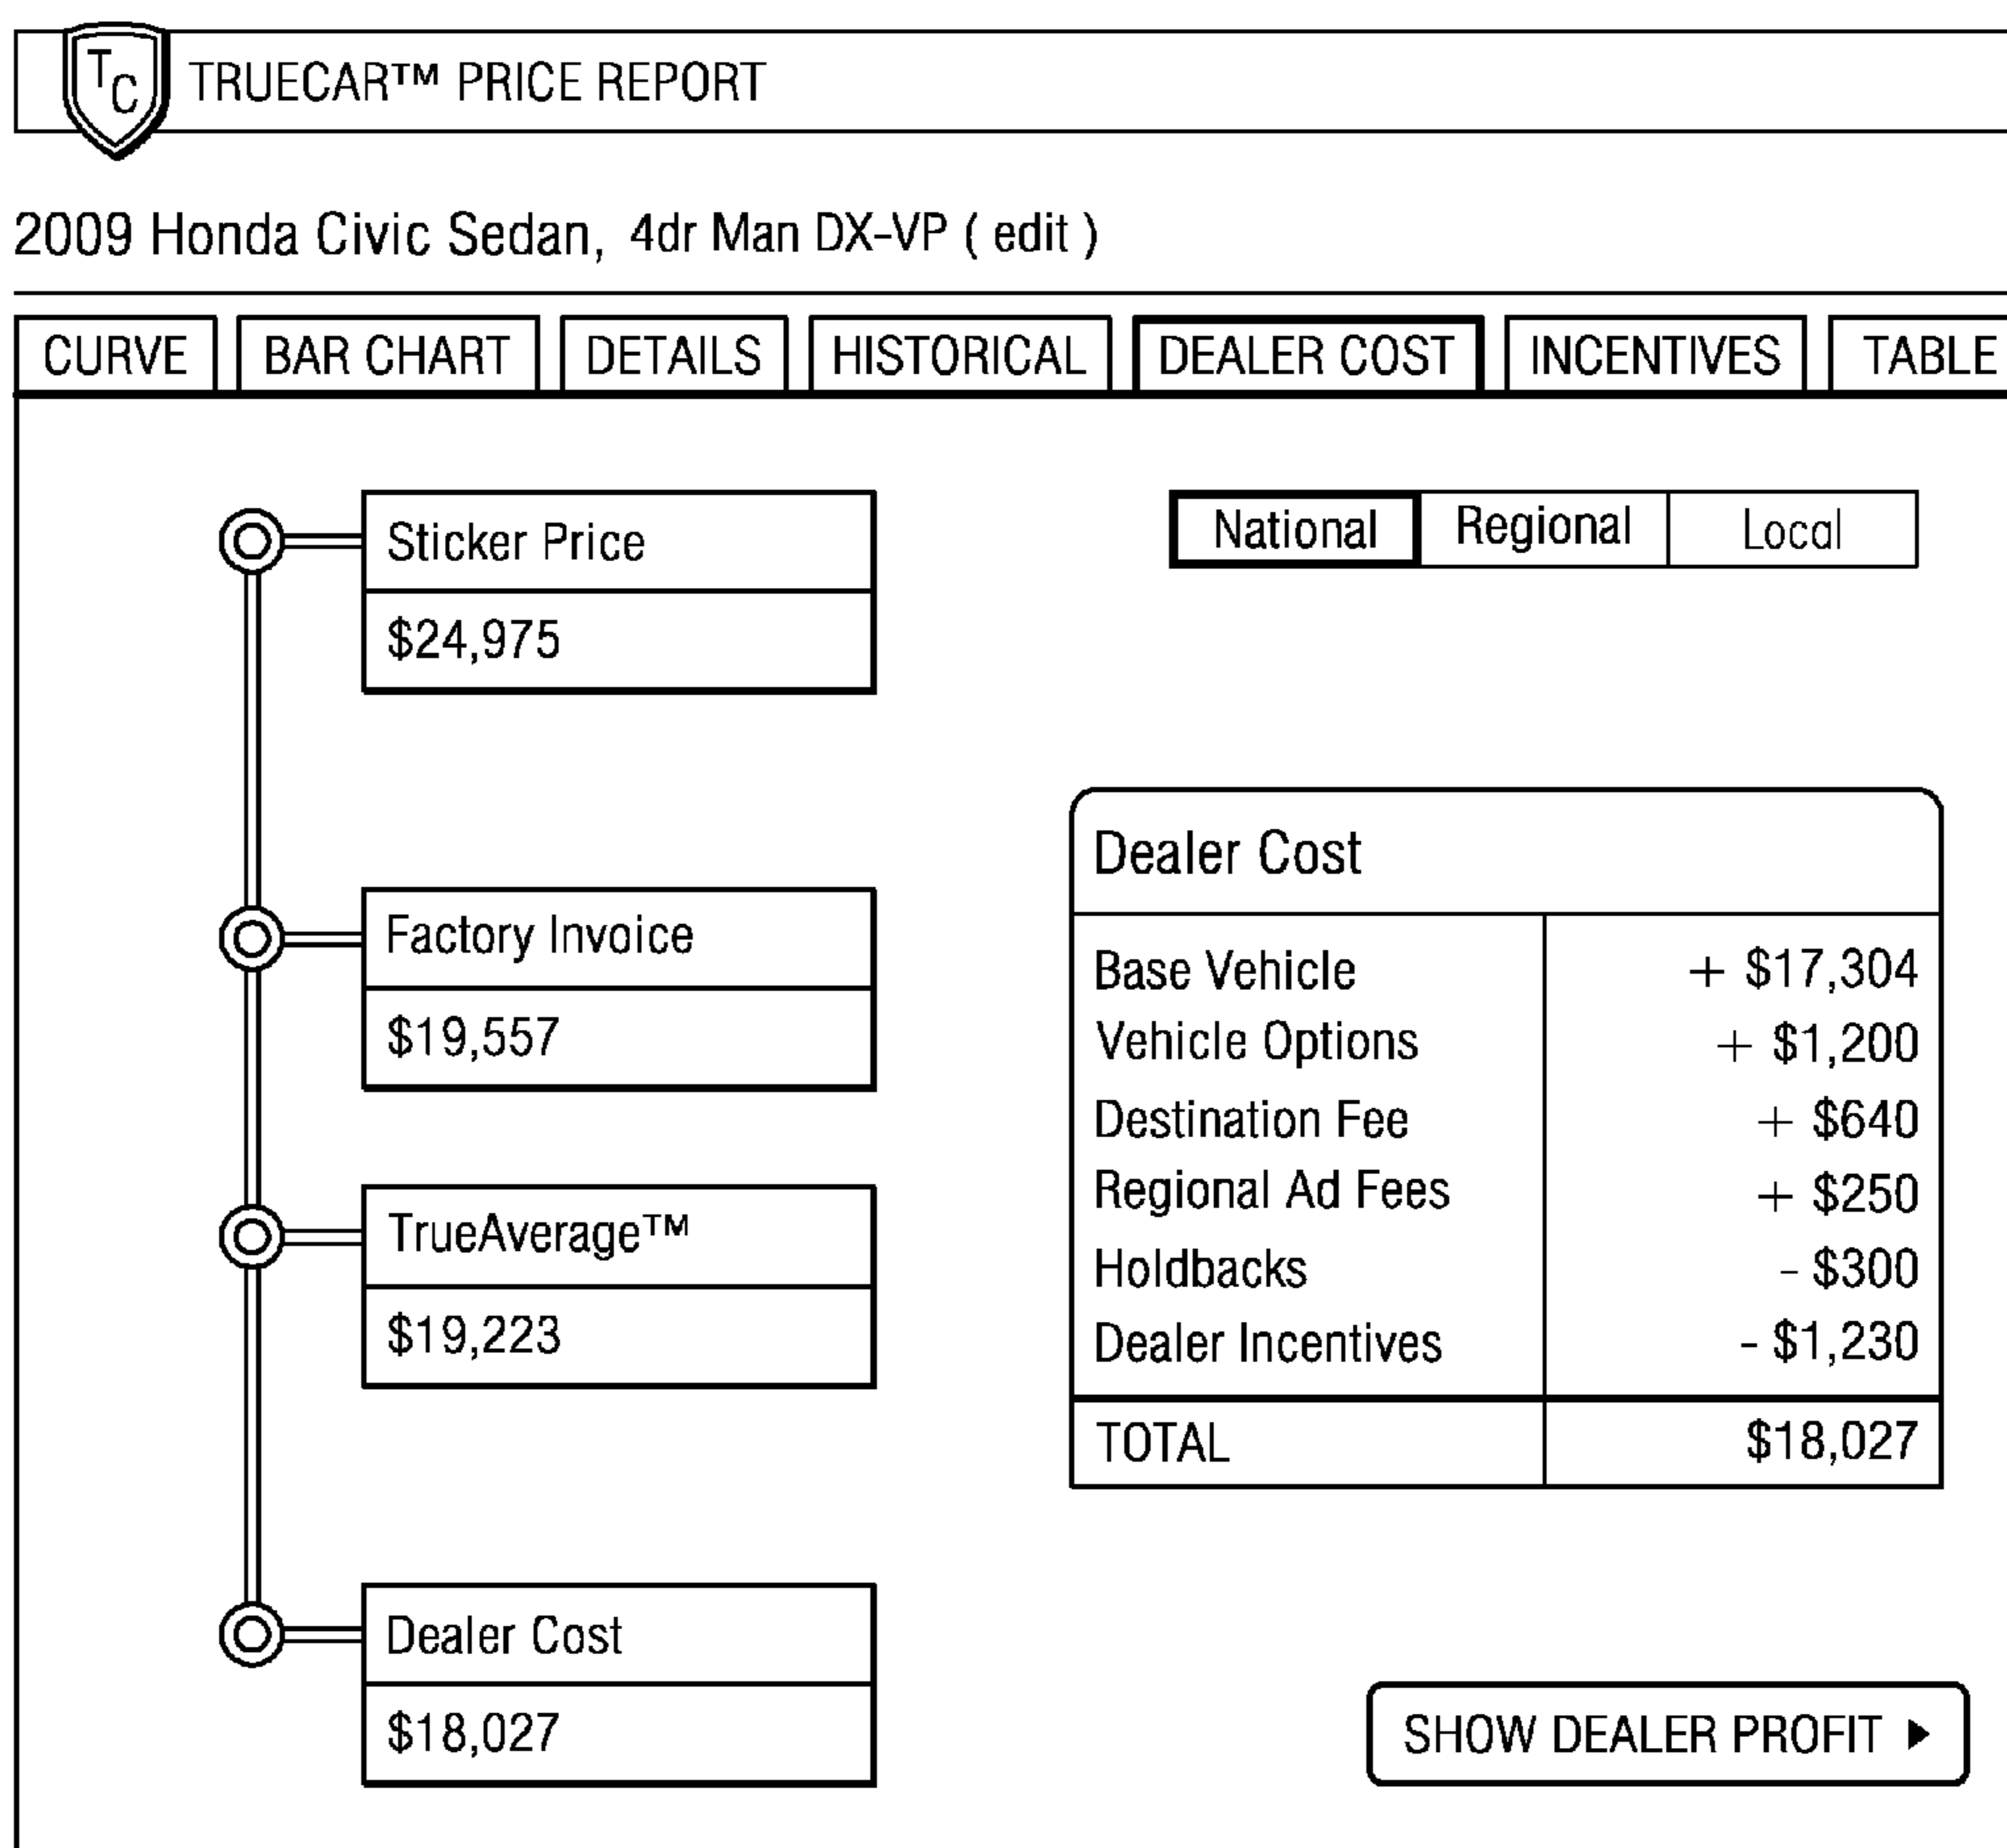 TC TRUECAR™ PRICE REPORT
2009 Honda Civic Sedan, 4dr Man DX-VP ( edit )
CURVE BAR CHART DETAILS HISTORICAL DEALER COST INCENTIVES TABLE
Sticker Price
$24,975
National Regional Local
Factory Invoice
$19,557
TrueAverage™
$19,223
Dealer Cost
$18,027
Dealer Cost
Base Vehicle + $17,304
Vehicle Options + $1,200
Destination Fee + $640
Regional Ad Fees + $250
Holdbacks - $300
Dealer Incentives - $1,230
TOTAL $18,027
SHOW DEALER PROFIT ▶